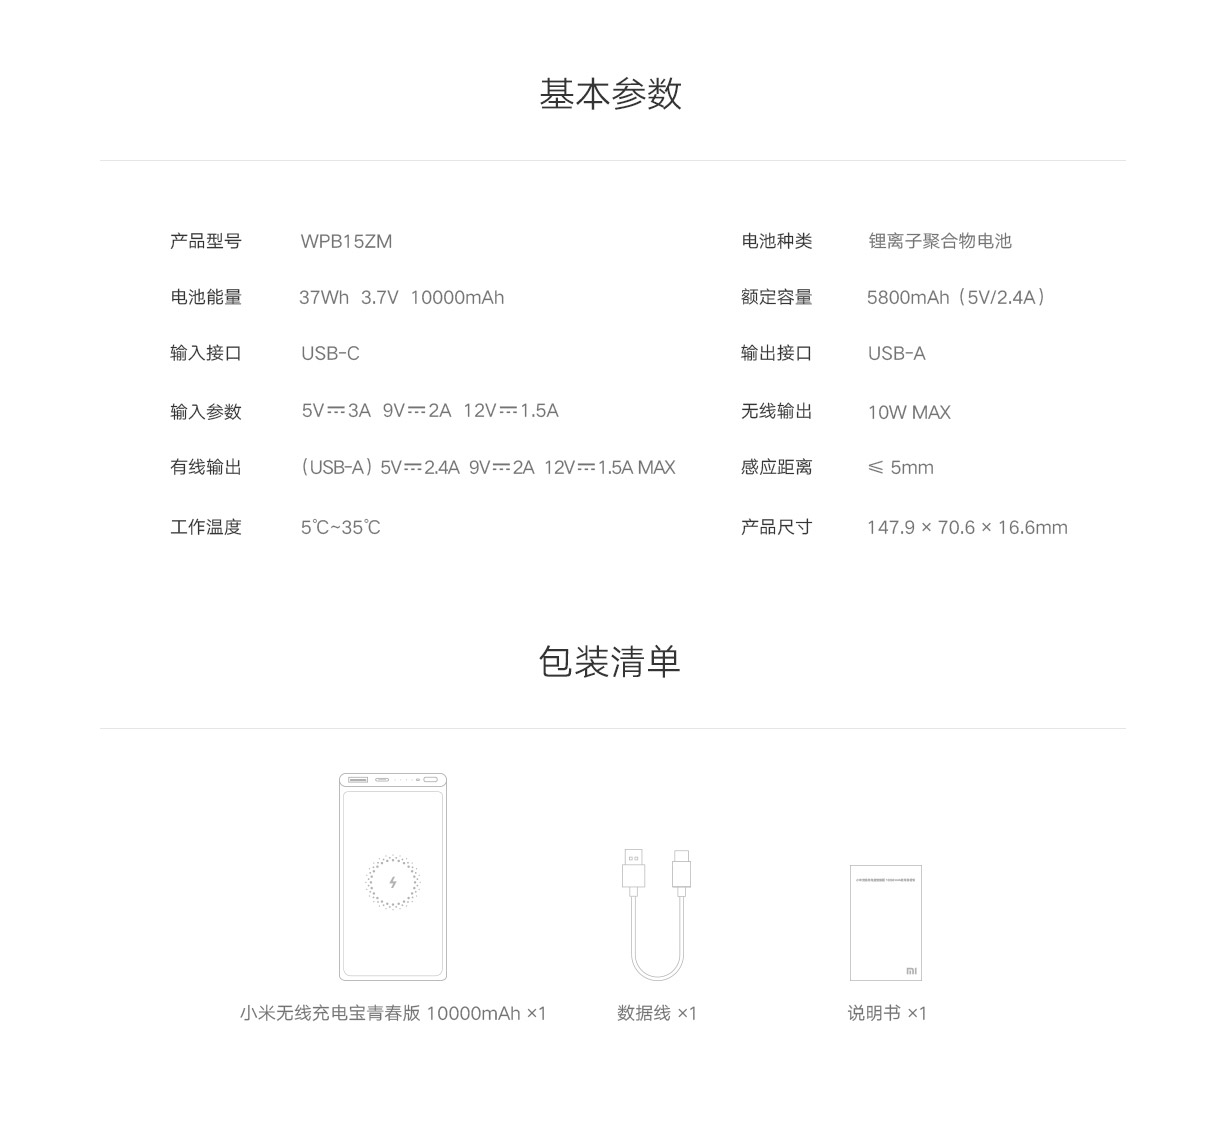 基本参数
产品型号 WPB15ZM 电池种类 锂离子聚合物电池
电池能量 37Wh 3.7V 10000mAh 额定容量 5800mAh（5V/2.4A）
输入接口 USB-C 输出接口 USB-A
输入参数 5V⎓3A 9V⎓2A 12V⎓1.5A 无线输出 10W MAX
有线输出 （USB-A）5V⎓2.4A 9V⎓2A 12V⎓1.5A MAX 感应距离 ≤ 5mm
工作温度 5℃~35℃ 产品尺寸 147.9 × 70.6 × 16.6mm
包装清单
mi
小米无线充电宝青春版 10000mAh ×1 数据线 ×1 说明书 ×1